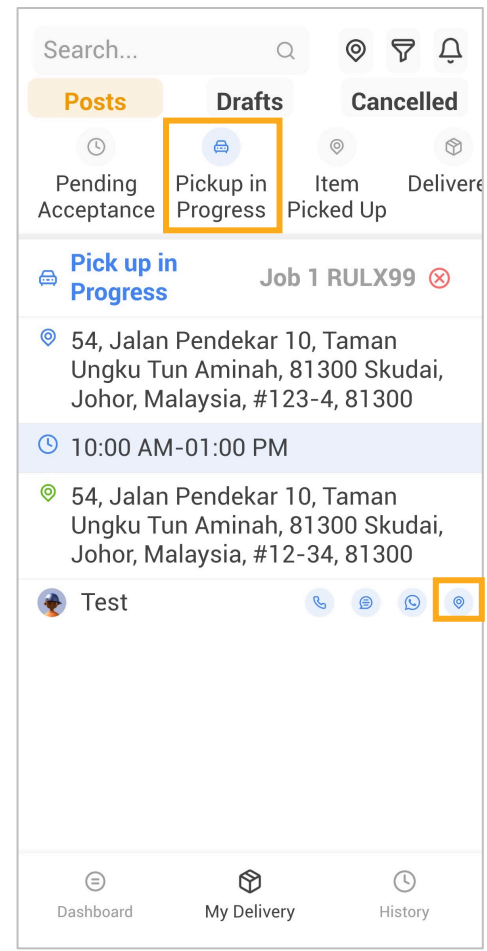 Search...
Posts Drafts Cancelled
Pending Acceptance
Pickup in Progress
Item Picked Up
Delivere
Pick up in Progress
Job 1 RULX99
54, Jalan Pendekar 10, Taman
Ungku Tun Aminah, 81300 Skudai,
Johor, Malaysia, #123-4, 81300
10:00 AM-01:00 PM
54, Jalan Pendekar 10, Taman
Ungku Tun Aminah, 81300 Skudai,
Johor, Malaysia, #12-34, 81300
Test
Dashboard My Delivery History